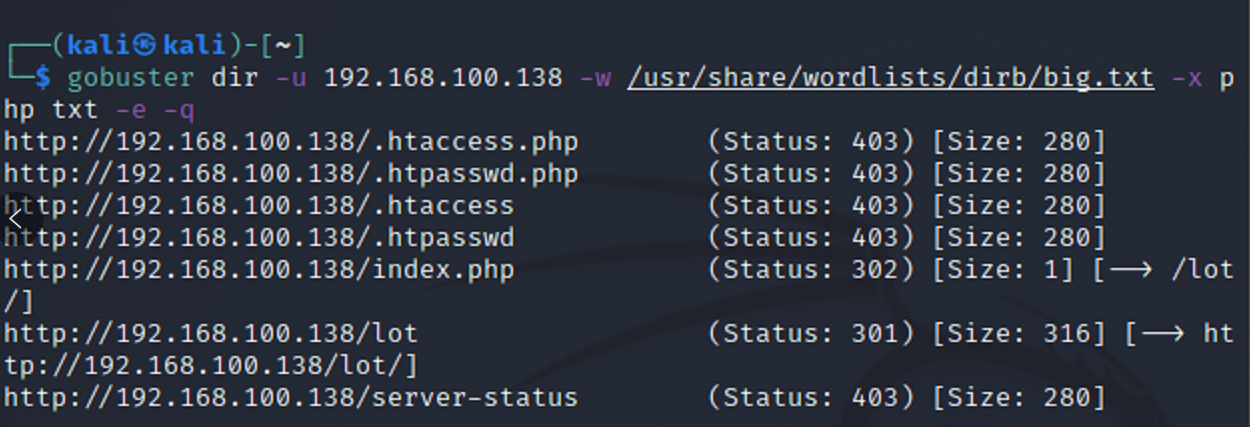 ┌──(kali㉿kali)-[~]
└─$ gobuster dir -u 192.168.100.138 -w /usr/share/wordlists/dirb/big.txt -x p
hp txt -e -q
http://192.168.100.138/.htaccess.php (Status: 403) [Size: 280]
http://192.168.100.138/.htpasswd.php (Status: 403) [Size: 280]
http://192.168.100.138/.htaccess (Status: 403) [Size: 280]
http://192.168.100.138/.htpasswd (Status: 403) [Size: 280]
http://192.168.100.138/index.php (Status: 302) [Size: 1] [--> /lot
/]
http://192.168.100.138/lot (Status: 301) [Size: 316] [--> ht
tp://192.168.100.138/lot/]
http://192.168.100.138/server-status (Status: 403) [Size: 280]